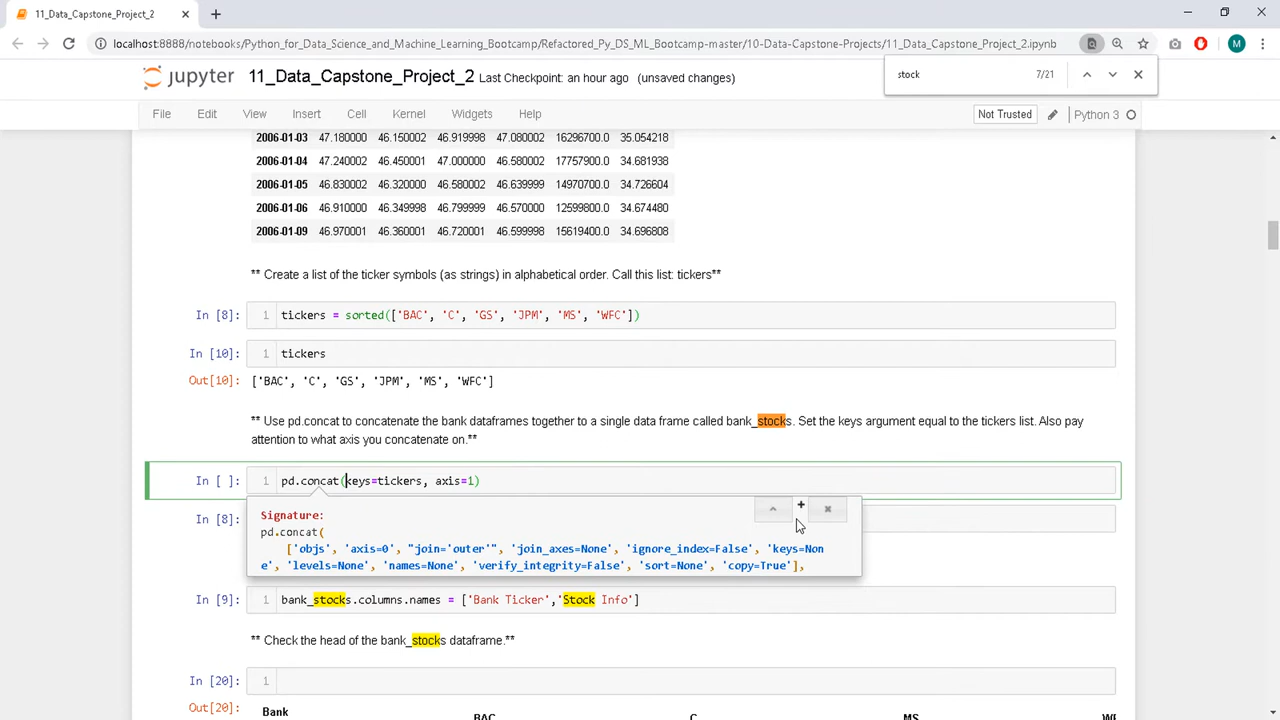 11_Data_Capstone_Project_2
localhost:8888/notebooks/Python_for_Data_Science_and_Machine_Learning_Bootcamp/Refactored_Py_DS_ML_Bootcamp-master/10-Data-Capstone-Projects/11_Data_Capstone_Project_2.ipynb
M
stock 7/21
jupyter 11_Data_Capstone_Project_2 Last Checkpoint: an hour ago (unsaved changes)
File Edit View Insert Cell Kernel Widgets Help Not Trusted Python 3
2006-01-03 47.180000 46.150002 46.919998 47.080002 16296700.0 35.054218
2006-01-04 47.240002 46.450001 47.000000 46.580002 17757900.0 34.681938
2006-01-05 46.830002 46.320000 46.580002 46.639999 14970700.0 34.726604
2006-01-06 46.910000 46.349998 46.799999 46.570000 12599800.0 34.674480
2006-01-09 46.970001 46.360001 46.720001 46.599998 15619400.0 34.696808
** Create a list of the ticker symbols (as strings) in alphabetical order. Call this list: tickers**
In [8]: 1 tickers = sorted(['BAC', 'C', 'GS', 'JPM', 'MS', 'WFC'])
In [10]: 1 tickers
Out[10]: ['BAC', 'C', 'GS', 'JPM', 'MS', 'WFC']
** Use pd.concat to concatenate the bank dataframes together to a single data frame called bank_stocks. Set the keys argument equal to the tickers list. Also pay
attention to what axis you concatenate on.**
In [ ]: 1 pd.concat(keys=tickers, axis=1)
Signature:
In [8]:
pd.concat(
['objs', 'axis=0', "join='outer'", 'join_axes=None', 'ignore_index=False', 'keys=Non
e', 'levels=None', 'names=None', 'verify_integrity=False', 'sort=None', 'copy=True'],
In [9]: 1 bank_stocks.columns.names = ['Bank Ticker','Stock Info']
** Check the head of the bank_stocks dataframe.**
In [20]: 1
Out[20]: Bank
BAC C MS WF